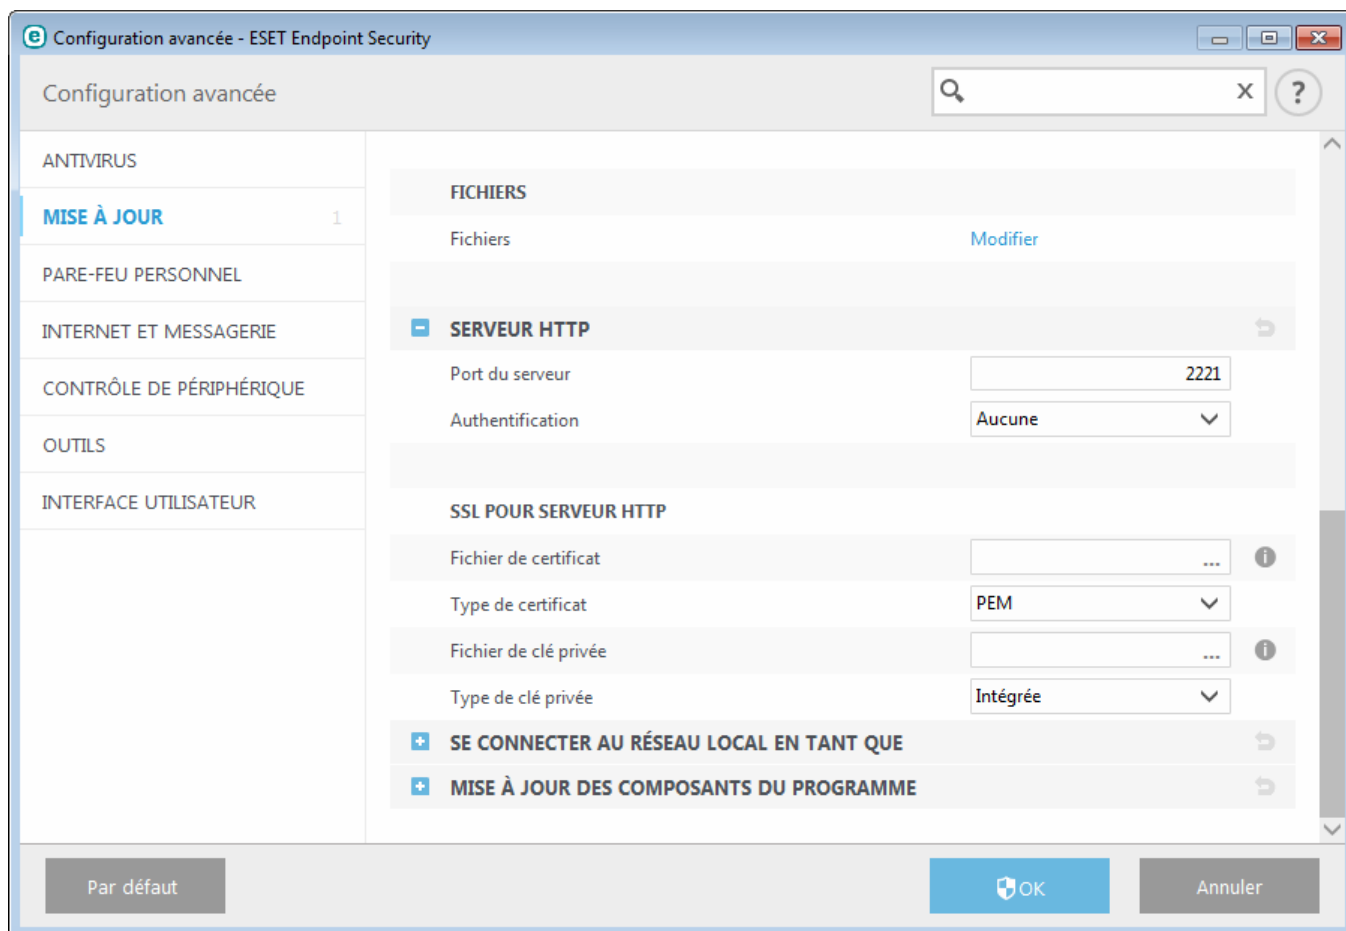 Configuration avancée - ESET Endpoint Security
Configuration avancée
ANTIVIRUS
MISE À JOUR 1
PARE-FEU PERSONNEL
INTERNET ET MESSAGERIE
CONTRÔLE DE PÉRIPHÉRIQUE
OUTILS
INTERFACE UTILISATEUR
FICHIERS
Fichiers Modifier
SERVEUR HTTP
Port du serveur 2221
Authentification Aucune
SSL POUR SERVEUR HTTP
Fichier de certificat ...
Type de certificat PEM
Fichier de clé privée ...
Type de clé privée Intégrée
SE CONNECTER AU RÉSEAU LOCAL EN TANT QUE
MISE À JOUR DES COMPOSANTS DU PROGRAMME
Par défaut OK Annuler